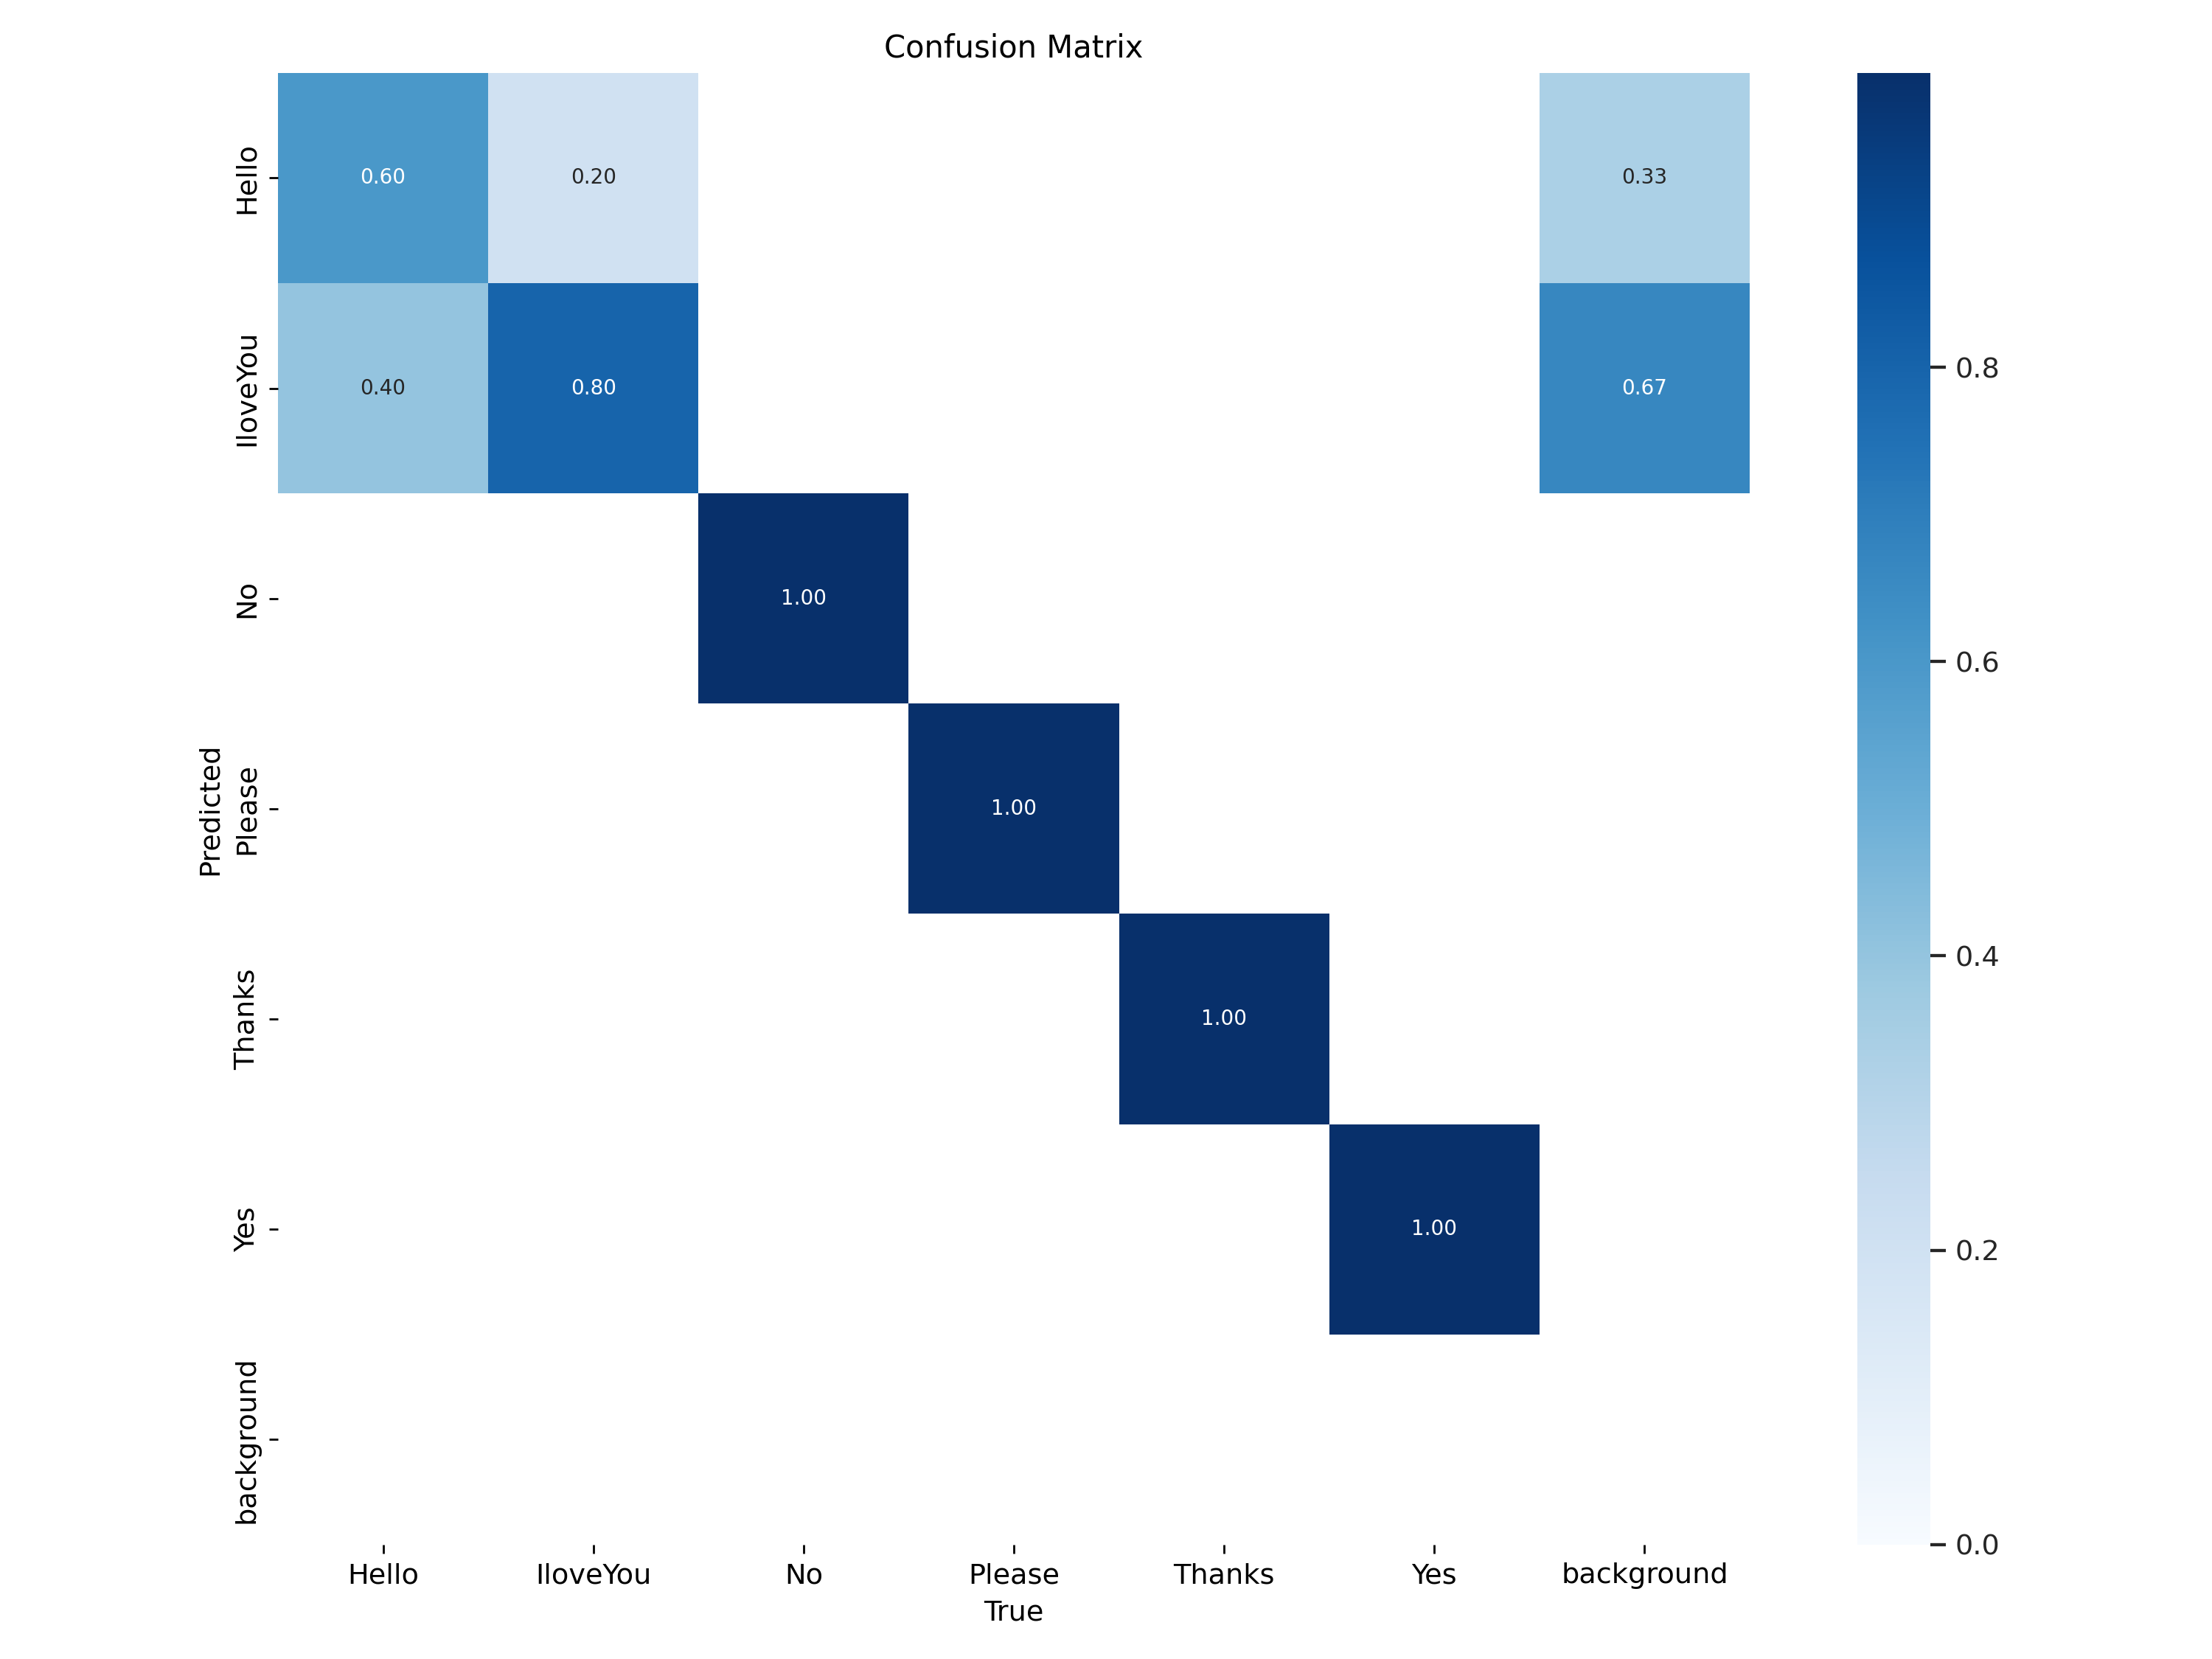 Confusion Matrix
Predicted
Hello
0.60 0.20 0.33
IloveYou
0.40 0.80 0.67
No
1.00
Please
1.00
Thanks
1.00
Yes
1.00
background
Hello IloveYou No Please Thanks Yes background
True
0.8
0.6
0.4
0.2
0.0